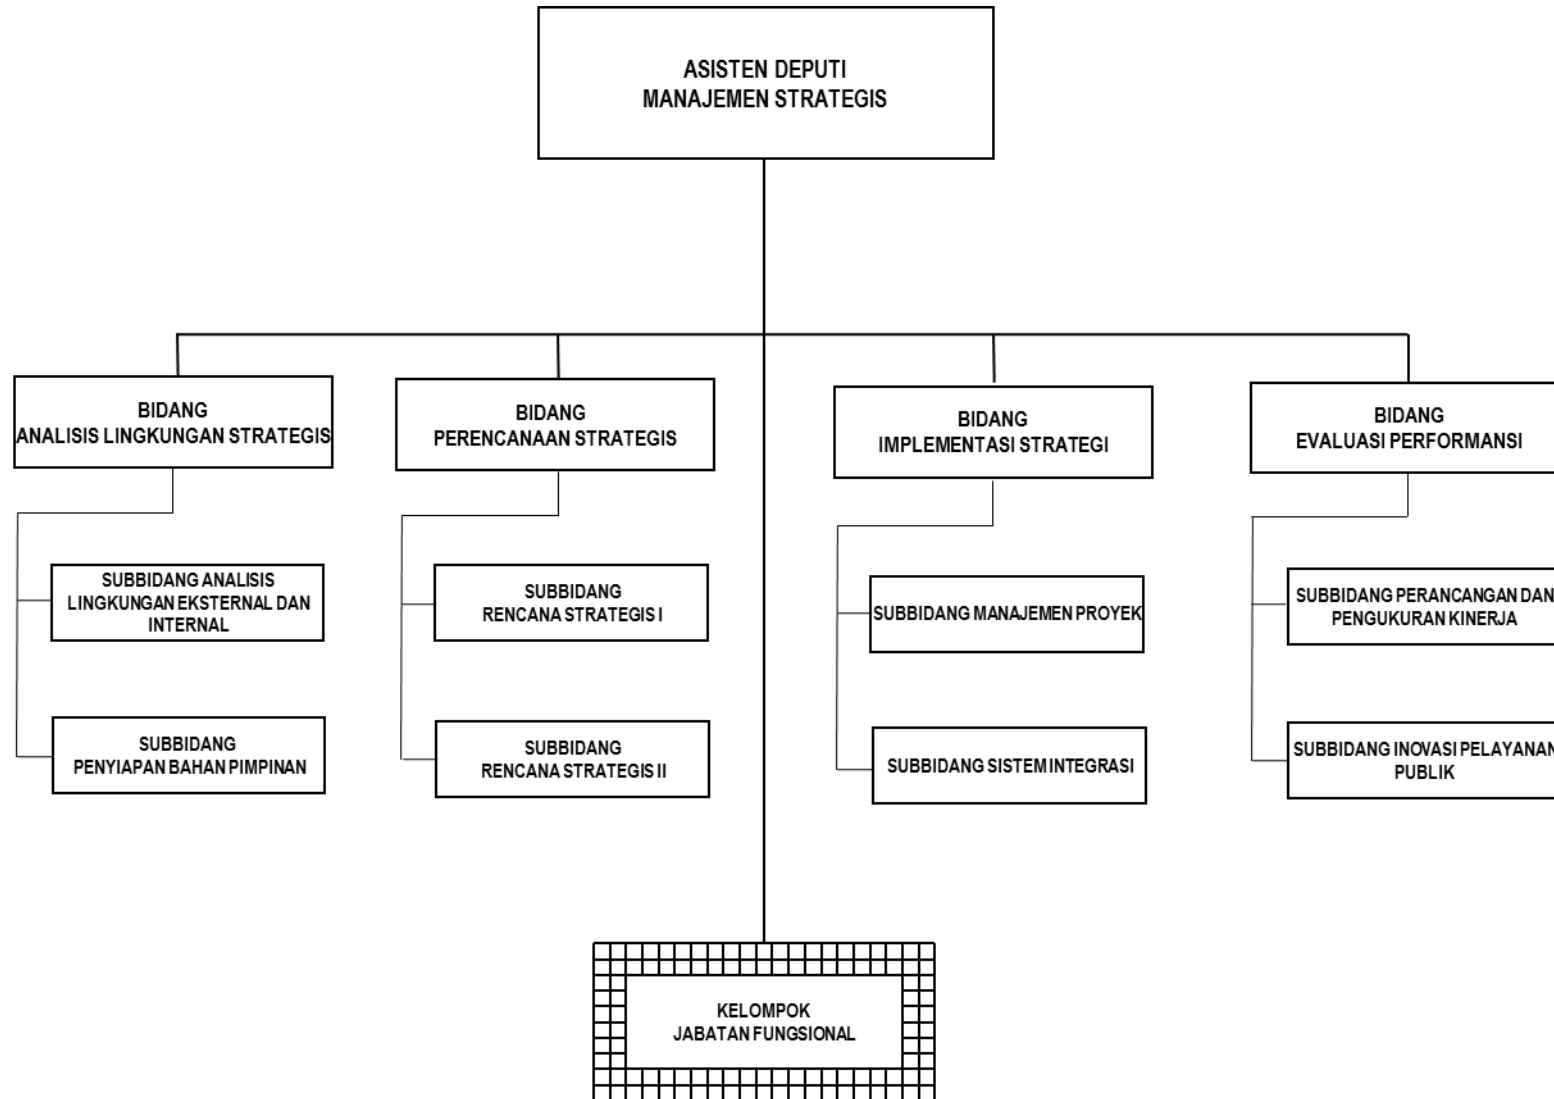 ASISTEN DEPUTI
MANAJEMEN STRATEGIS
BIDANG
ANALISIS LINGKUNGAN STRATEGIS
BIDANG
PERENCANAAN STRATEGIS
BIDANG
IMPLEMENTASI STRATEGI
BIDANG
EVALUASI PERFORMANSI
SUBBIDANG ANALISIS
LINGKUNGAN EKSTERNAL DAN
INTERNAL
SUBBIDANG
RENCANA STRATEGIS I
SUBBIDANG MANAJEMEN PROYEK
SUBBIDANG PERANCANGAN DAN
PENGUKURAN KINERJA
SUBBIDANG
PENYIAPAN BAHAN PIMPINAN
SUBBIDANG
RENCANA STRATEGIS II
SUBBIDANG SISTEM INTEGRASI
SUBBIDANG INOVASI PELAYANAN
PUBLIK
KELOMPOK
JABATAN FUNGSIONAL